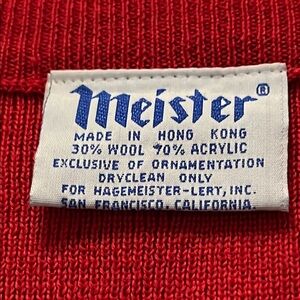 Meister®
MADE IN HONG KONG
30% WOOL 70% ACRYLIC
EXCLUSIVE OF ORNAMENTATION
DRYCLEAN ONLY
FOR HAGEMEISTER-LERT, INC.
SAN FRANCISCO, CALIFORNIA.